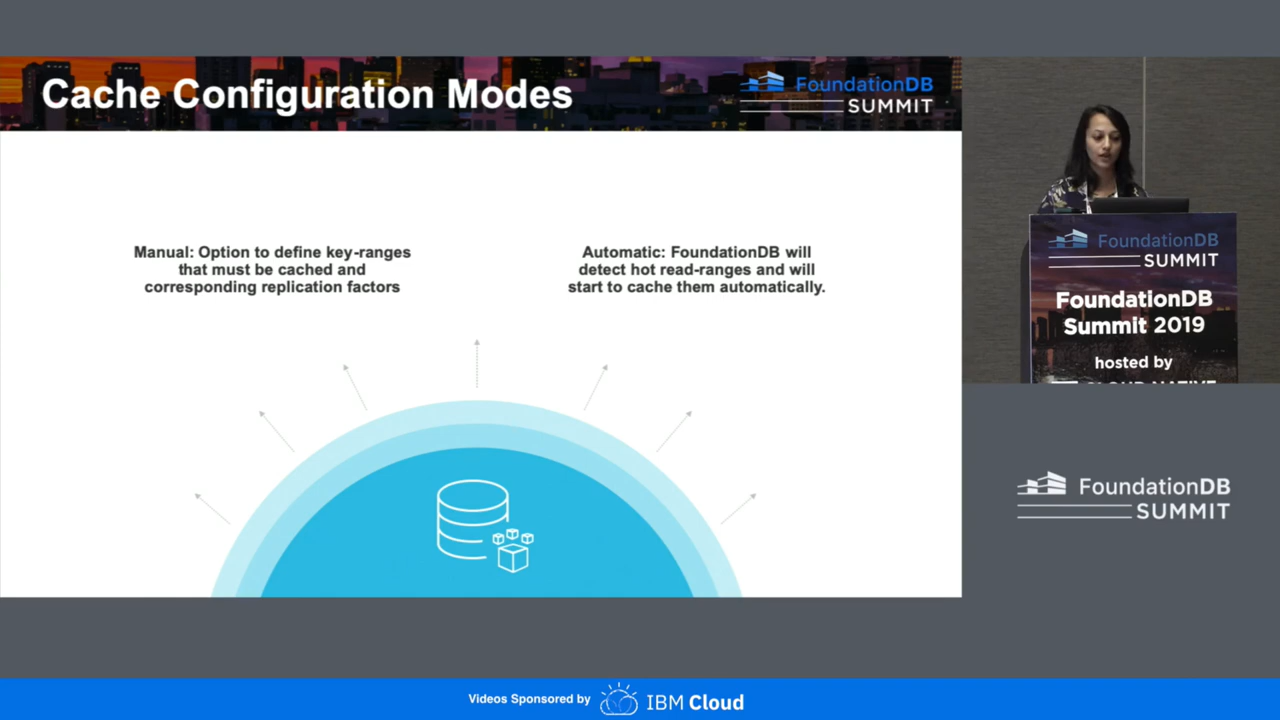 Cache Configuration Modes
FoundationDB
SUMMIT
Manual: Option to define key-ranges
that must be cached and
corresponding replication factors
Automatic: FoundationDB will
detect hot read-ranges and will
start to cache them automatically.
FoundationDB
SUMMIT
FoundationDB
Summit 2019
hosted by
CLOUD NATIVE
FoundationDB
SUMMIT
Videos Sponsored by
IBM Cloud